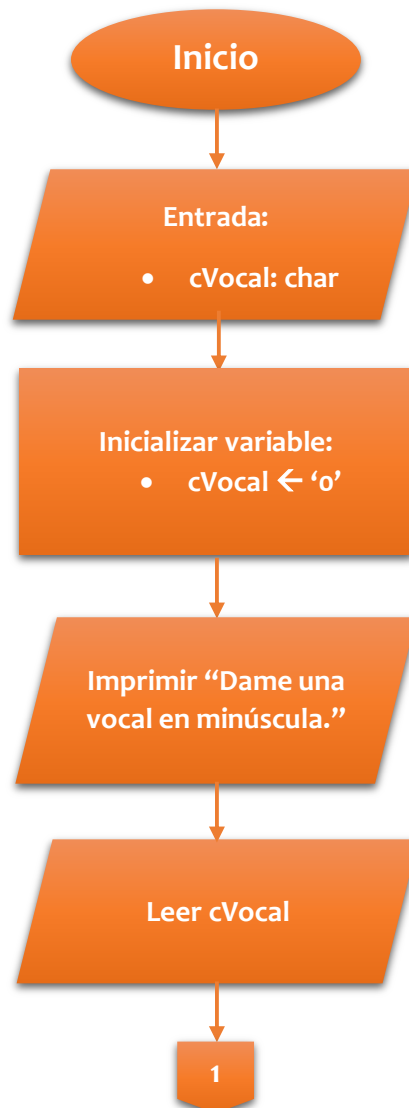 Inicio
Entrada:
• cVocal: char
Inicializar variable:
• cVocal ← ‘0’
Imprimir “Dame una
vocal en minúscula.”
Leer cVocal
1